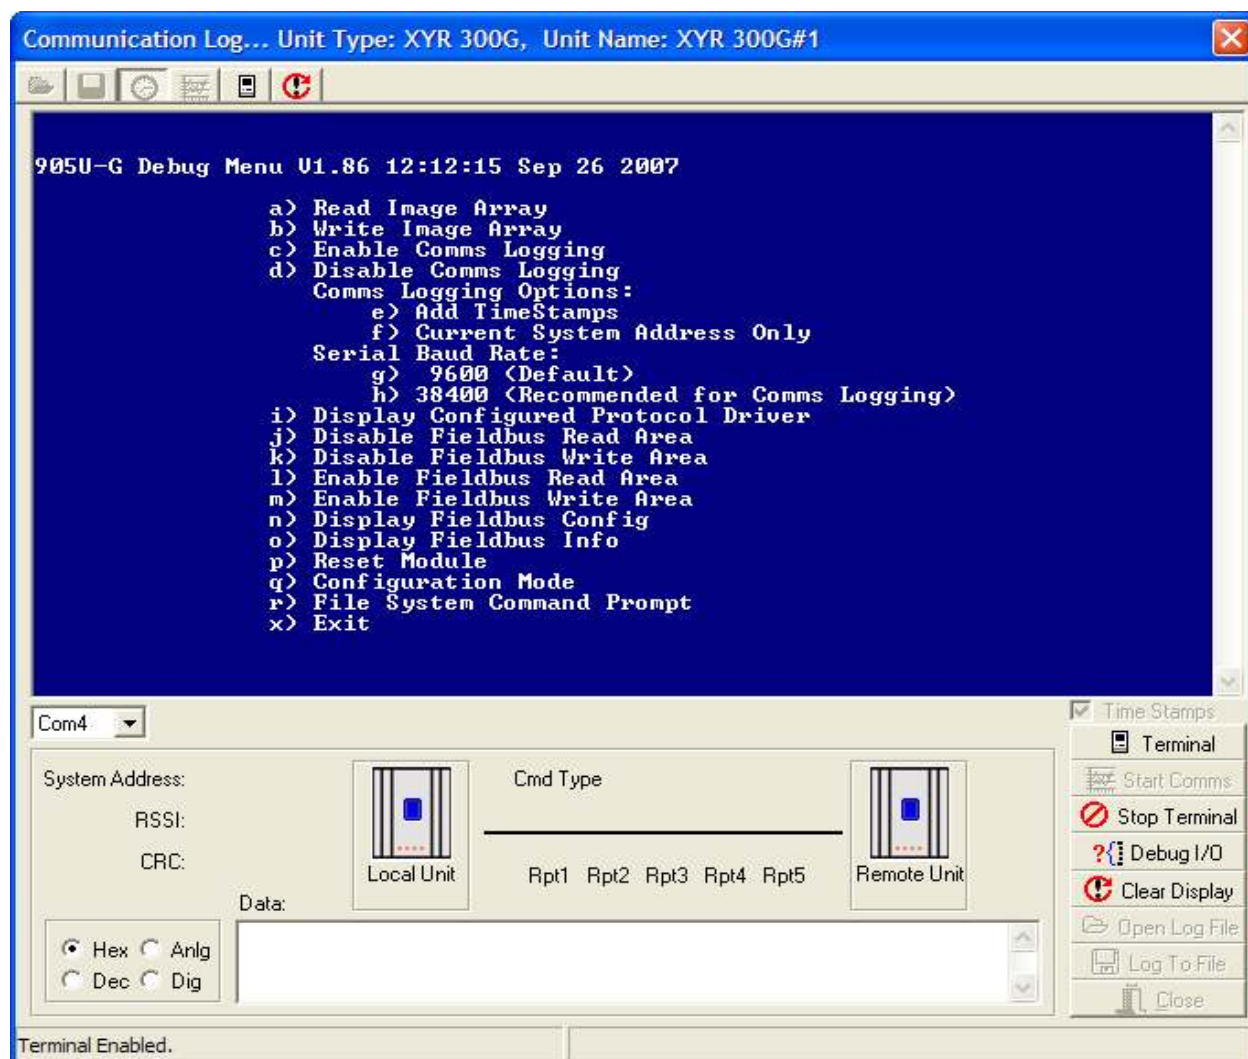 Communication Log... Unit Type: XYR 300G, Unit Name: XYR 300G#1
905U-G Debug Menu V1.86 12:12:15 Sep 26 2007
a) Read Image Array
b) Write Image Array
c) Enable Comms Logging
d) Disable Comms Logging
Comms Logging Options:
e) Add TimeStamps
f) Current System Address Only
Serial Baud Rate:
g) 9600 (Default)
h) 38400 (Recommended for Comms Logging)
i) Display Configured Protocol Driver
j) Disable Fieldbus Read Area
k) Disable Fieldbus Write Area
l) Enable Fieldbus Read Area
m) Enable Fieldbus Write Area
n) Display Fieldbus Config
o) Display Fieldbus Info
p) Reset Module
q) Configuration Mode
r) File System Command Prompt
x) Exit
Com4
Time Stamps
Terminal
Start Comms
Stop Terminal
Debug I/O
Clear Display
Open Log File
Log To File
Close
System Address:
RSSI:
CRC:
Local Unit
Cmd Type
Rpt1 Rpt2 Rpt3 Rpt4 Rpt5
Remote Unit
Data:
Hex Anlg
Dec Dig
Terminal Enabled.